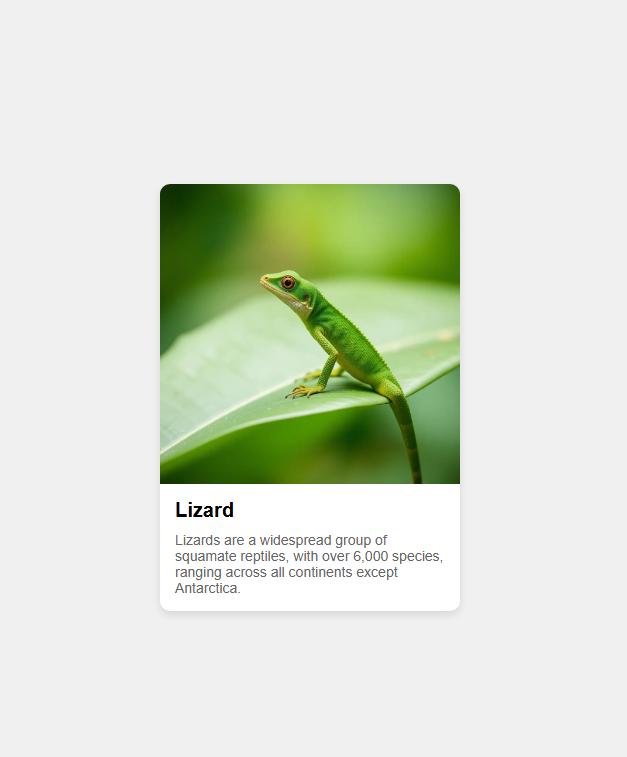 Lizard
Lizards are a widespread group of
squamate reptiles, with over 6,000 species,
ranging across all continents except
Antarctica.